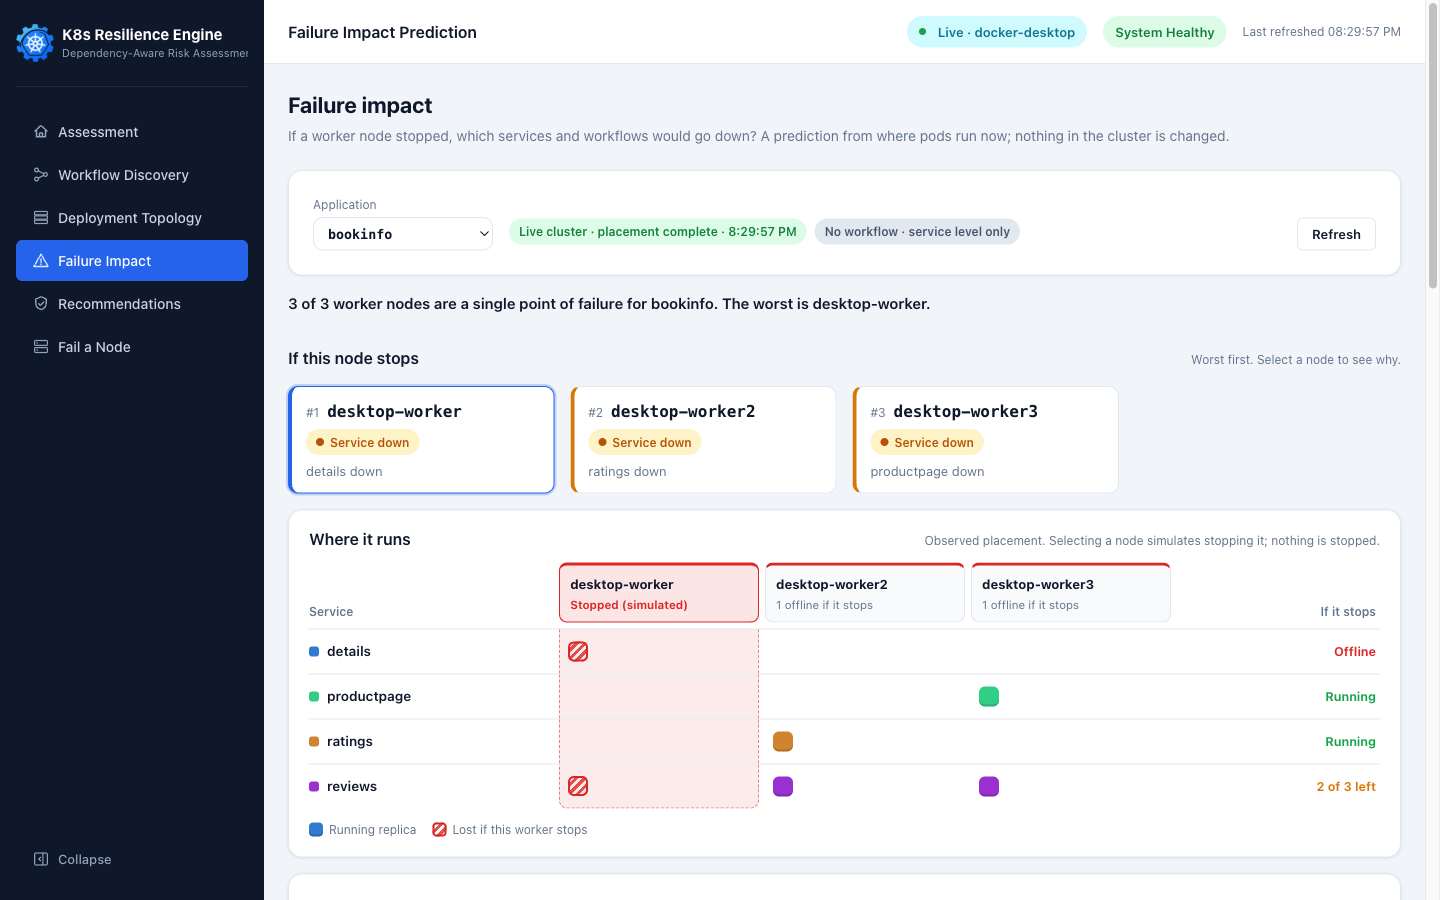 K8s Resilience Engine
Dependency-Aware Risk Assessmen
Assessment
Workflow Discovery
Deployment Topology
Failure Impact
Recommendations
Fail a Node
Collapse
Failure Impact Prediction
Live · docker-desktop
System Healthy
Last refreshed 08:29:57 PM
Failure impact
If a worker node stopped, which services and workflows would go down? A prediction from where pods run now; nothing in the cluster is changed.
Application
bookinfo
Live cluster · placement complete · 8:29:57 PM
No workflow · service level only
Refresh
3 of 3 worker nodes are a single point of failure for bookinfo. The worst is desktop-worker.
If this node stops
Worst first. Select a node to see why.
#1 desktop-worker
Service down
details down
#2 desktop-worker2
Service down
ratings down
#3 desktop-worker3
Service down
productpage down
Where it runs
Observed placement. Selecting a node simulates stopping it; nothing is stopped.
Service
desktop-worker
Stopped (simulated)
desktop-worker2
1 offline if it stops
desktop-worker3
1 offline if it stops
If it stops
details
Offline
productpage
Running
ratings
Running
reviews
2 of 3 left
Running replica
Lost if this worker stops